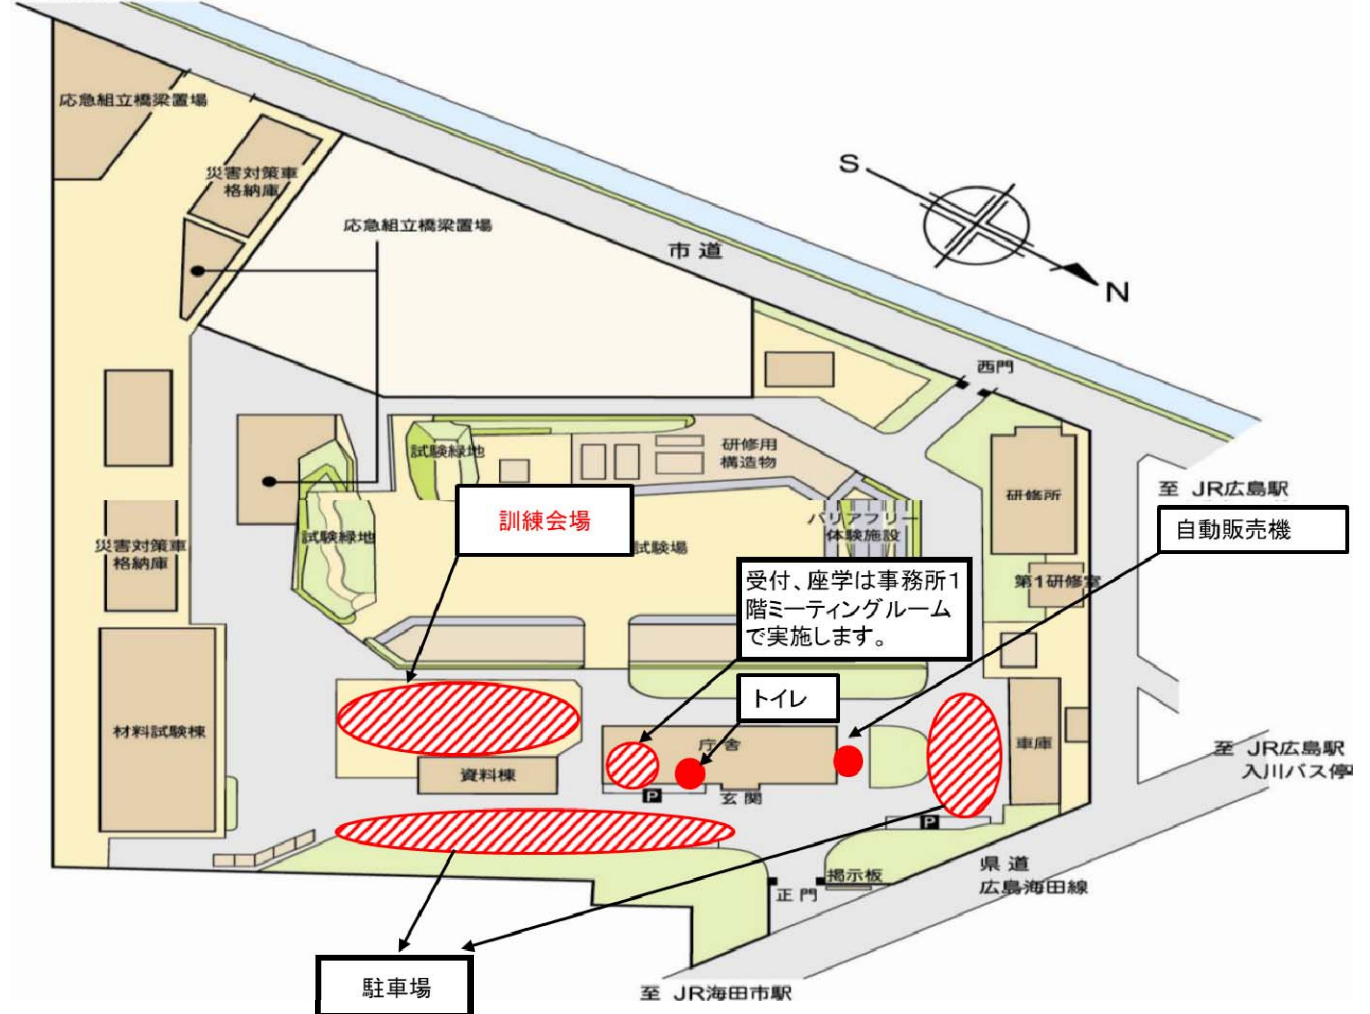 応急組立橋梁置場
災害対策車
格納庫
応急組立橋梁置場
市道
S
N
西門
試験緑地
研修用
構造物
研修所
至 JR広島駅
自動販売機
訓練会場
試験緑地
試験場
バリアフリー
体験施設
災害対策車
格納庫
受付、座学は事務所1
階ミーティングルーム
で実施します。
第1研修室
トイレ
材料試験棟
資料棟
庁舎
車庫
至 JR広島駅
入川バス停
P
玄関
P
掲示板
正門
県道
広島海田線
駐車場
至 JR海田市駅